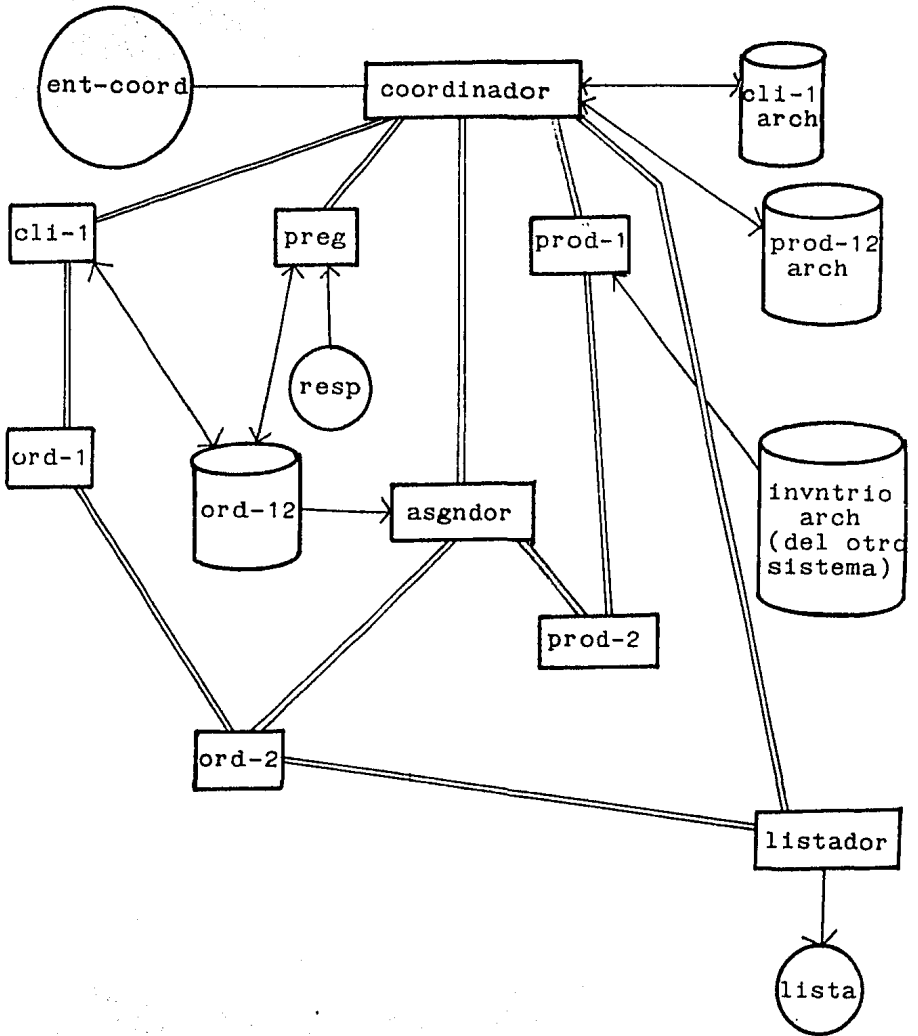 ent-coord
coordinador
cli-1
arch
cli-1
preg
prod-1
prod-12
arch
resp
ord-1
ord-12
asgndor
invntrio
arch
(del otro
sistema)
prod-2
ord-2
listador
lista